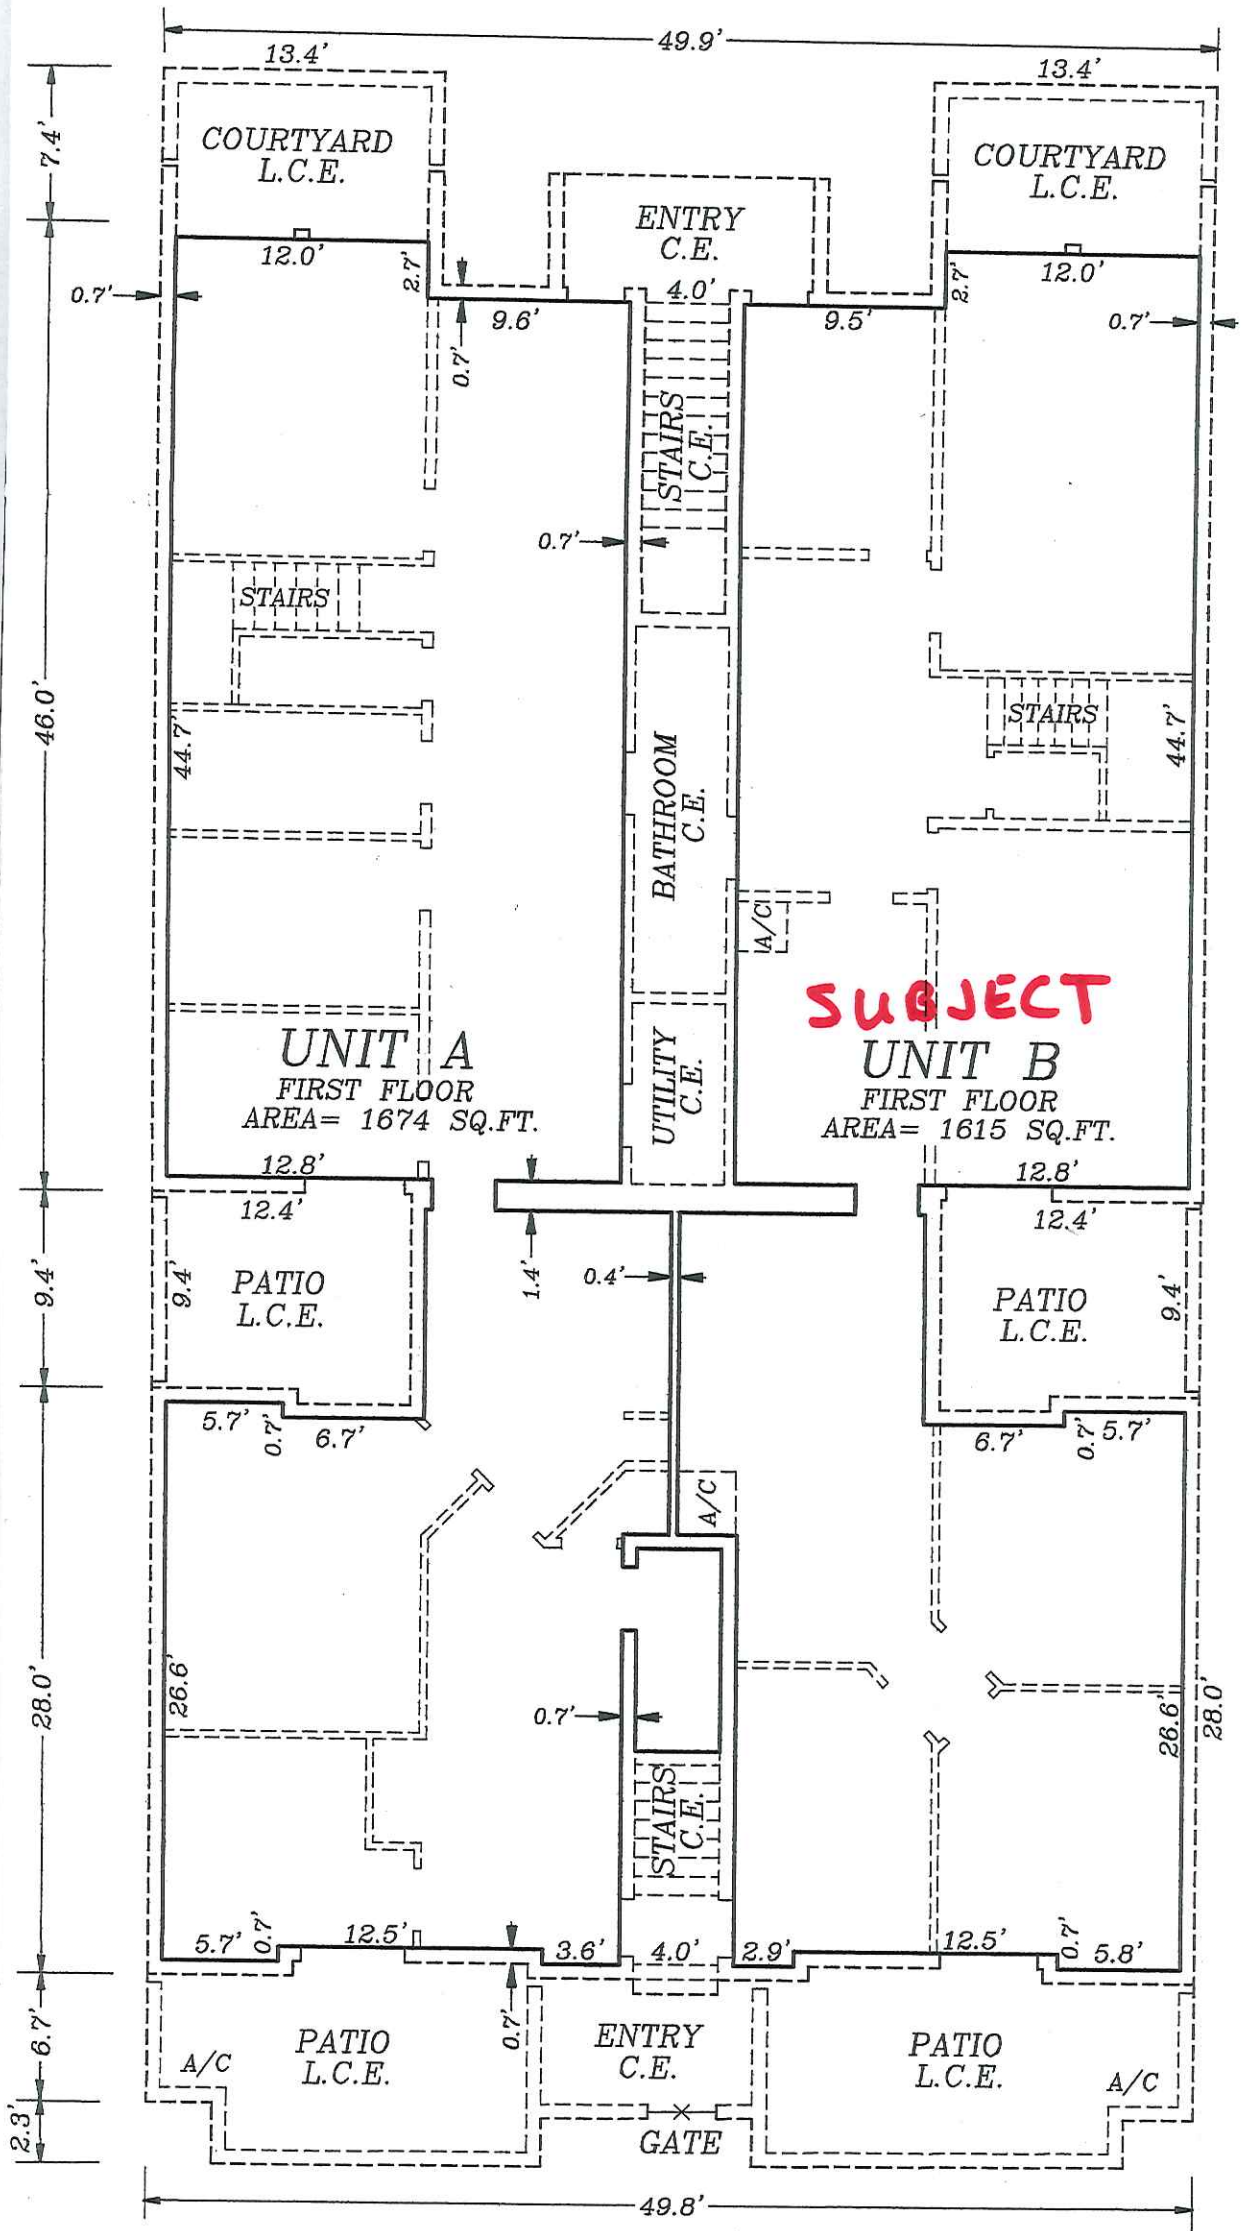 49.9'
13.4'
13.4'
7.4'
COURTYARD
L.C.E.
COURTYARD
L.C.E.
ENTRY
C.E.
12.0'
2.7'
4.0'
2.7'
12.0'
0.7'
9.6'
9.5'
0.7'
0.7'
STAIRS
C.E.
0.7'
STAIRS
46.0'
44.7'
STAIRS
44.7'
BATHROOM
C.E.
A/C
SUBJECT
UNIT A
FIRST FLOOR
AREA= 1674 SQ.FT.
UTILITY
C.E.
UNIT B
FIRST FLOOR
AREA= 1615 SQ.FT.
12.8'
12.8'
12.4'
12.4'
9.4'
9.4'
PATIO
L.C.E.
1.4'
0.4'
PATIO
L.C.E.
9.4'
5.7'
0.7'
6.7'
6.7'
0.7'
5.7'
A/C
28.0'
26.6'
0.7'
26.6'
28.0'
STAIRS
C.E.
5.7'
0.7'
12.5'
3.6'
4.0'
2.9'
12.5'
0.7'
5.8'
6.7'
0.7'
A/C
PATIO
L.C.E.
ENTRY
C.E.
PATIO
L.C.E.
A/C
2.3'
GATE
49.8'